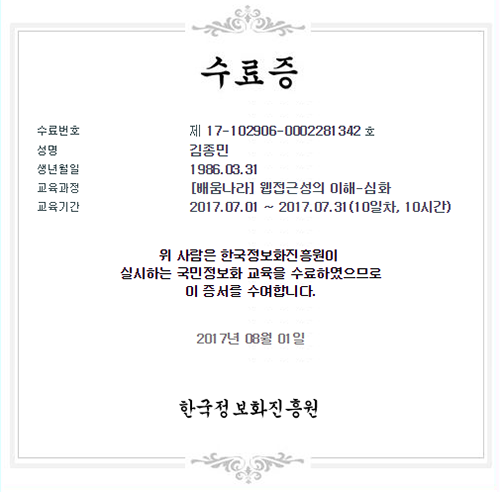 수료증
수료번호 제 17-102906-0002281342 호
성명 김종민
생년월일 1986.03.31
교육과정 [배움나라] 웹접근성의 이해-심화
교육기간 2017.07.01 ~ 2017.07.31(10일차, 10시간)
위 사람은 한국정보화진흥원이
실시하는 국민정보화 교육을 수료하였으므로
이 증서를 수여합니다.
2017년 08월 01일
한국정보화진흥원